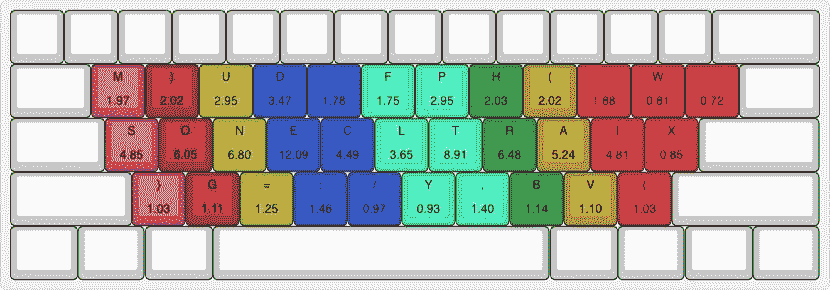 M ) U D F P H ( W
1.97 2.02 2.95 3.47 1.78 1.75 2.95 2.03 2.02 1.88 0.81 0.72
S O N E C L T R A I X
4.85 6.05 6.80 12.09 4.49 3.65 8.91 6.48 5.24 4.81 0.85
} G = / Y B V {
1.03 1.11 1.25 1.46 0.97 0.93 1.40 1.14 1.10 1.03